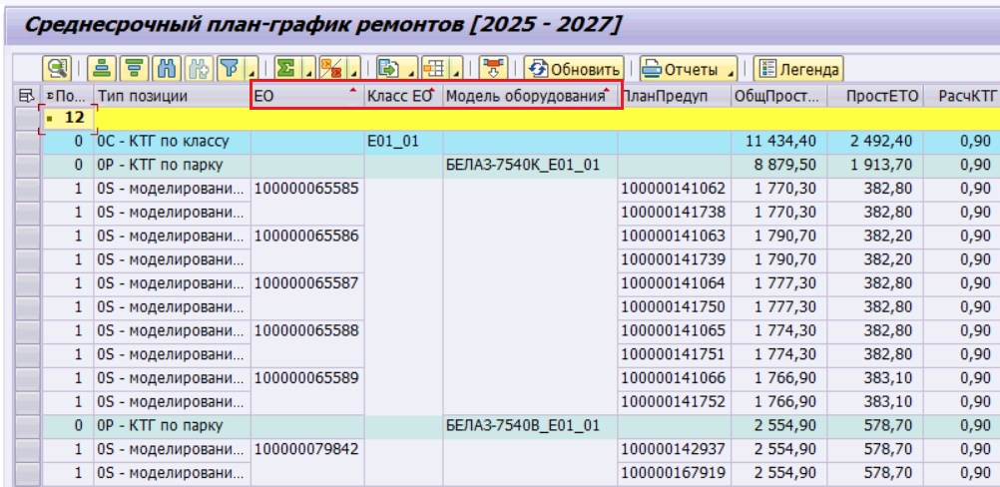 Среднесрочный план-график ремонтов [2025 - 2027]
Обновить Отчеты Легенда
По... Тип позиции ЕО Класс ЕО Модель оборудования ПланПредуп ОбщПрост... ПростЕТО РасчКТГ
12
0 0C - КТГ по классу E01_01 11 434,40 2 492,40 0,90
0 0P - КТГ по парку БЕЛАЗ-7540К_E01_01 8 879,50 1 913,70 0,90
1 0S - моделировани... 100000065585 100000141062 1 770,30 382,80 0,90
1 0S - моделировани... 100000141738 1 770,30 382,80 0,90
1 0S - моделировани... 100000065586 100000141063 1 790,70 382,20 0,90
1 0S - моделировани... 100000141739 1 790,70 382,20 0,90
1 0S - моделировани... 100000065587 100000141064 1 777,30 382,80 0,90
1 0S - моделировани... 100000141750 1 777,30 382,80 0,90
1 0S - моделировани... 100000065588 100000141065 1 774,30 382,80 0,90
1 0S - моделировани... 100000141751 1 774,30 382,80 0,90
1 0S - моделировани... 100000065589 100000141066 1 766,90 383,10 0,90
1 0S - моделировани... 100000141752 1 766,90 383,10 0,90
0 0P - КТГ по парку БЕЛАЗ-7540В_E01_01 2 554,90 578,70 0,90
1 0S - моделировани... 100000079842 100000142937 2 554,90 578,70 0,90
1 0S - моделировани... 100000167919 2 554,90 578,70 0,90